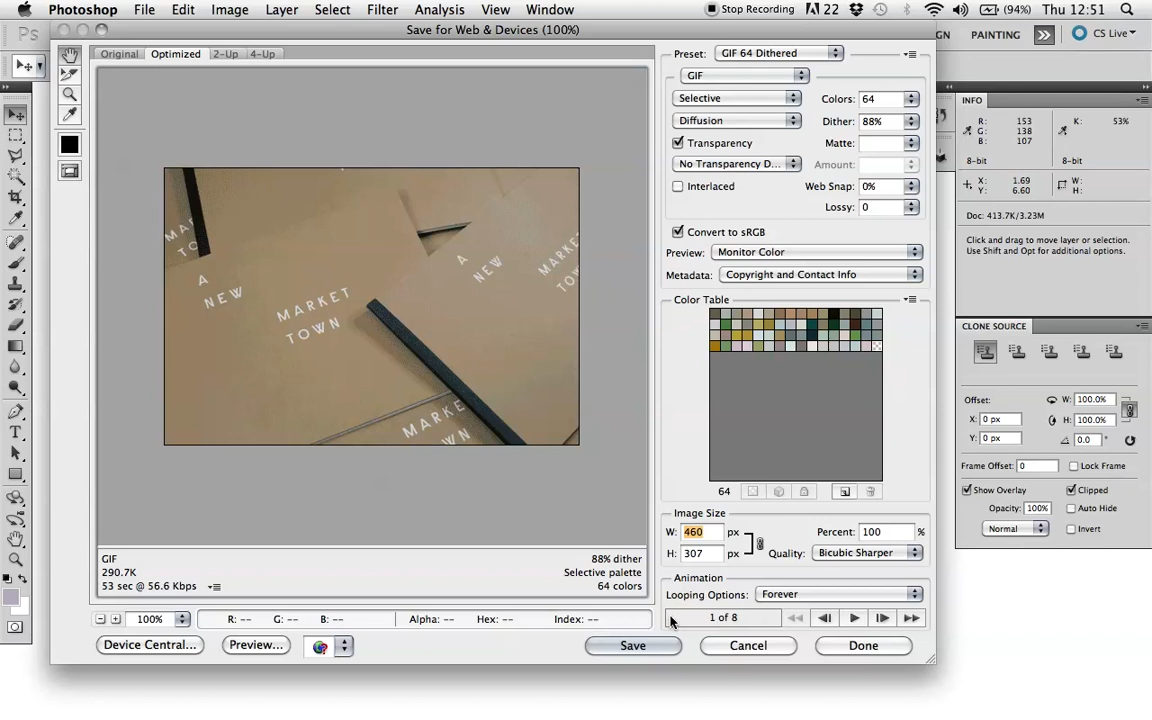 Photoshop File Edit Image Layer Select Filter Analysis View Window Stop Recording 22 (94%) Thu 12:51
Save for Web & Devices (100%)
Ps GN PAINTING CS Live
Original Optimized 2-Up 4-Up
Preset: GIF 64 Dithered
GIF
Selective Colors: 64
Diffusion Dither: 88%
Transparency Matte:
No Transparency D... Amount:
Interlaced Web Snap: 0%
Lossy: 0
Convert to sRGB
Preview: Monitor Color
Metadata: Copyright and Contact Info
Color Table
64
Image Size
W: 460 px Percent: 100 %
H: 307 px Quality: Bicubic Sharper
Animation
Looping Options: Forever
1 of 8
A
NEW
MARKET
TOWN
A
NEW
MARKET
TOW
MAR
TO
MARKE
WN
GIF 88% dither
290.7K Selective palette
53 sec @ 56.6 Kbps 64 colors
100% R: -- G: -- B: -- Alpha: -- Hex: -- Index: --
Device Central... Preview... Save Cancel Done
INFO
R: 153 K: 53%
G: 138
B: 107
8-bit 8-bit
X: 1.69 W:
Y: 6.60 H:
Doc: 413.7K/3.23M
Click and drag to move layer or selection.
Use Shift and Opt for additional options.
CLONE SOURCE
Offset: W: 100.0%
X: 0 px H: 100.0%
Y: 0 px 0.0 °
Frame Offset: 0 Lock Frame
Show Overlay Clipped
Opacity: 100% Auto Hide
Normal Invert